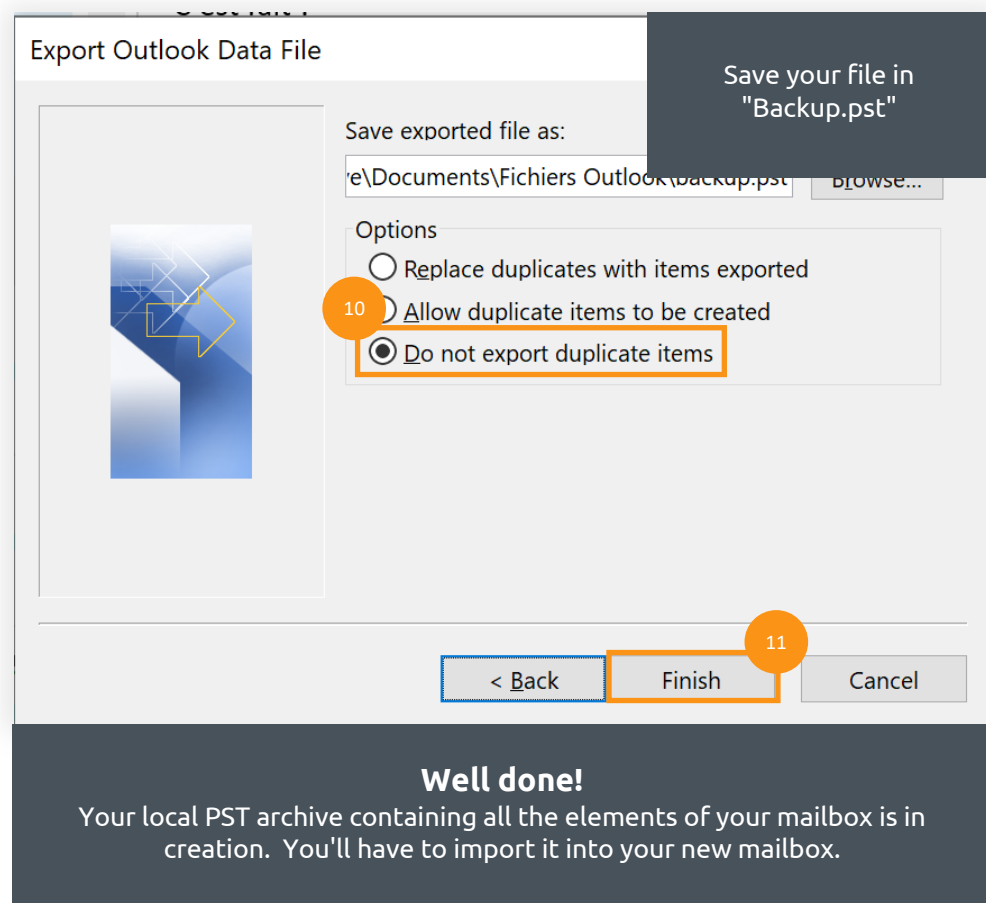 Export Outlook Data File
Save your file in
"Backup.pst"
Save exported file as:
'e\Documents\Fichiers Outlook\backup.pst
Browse...
Options
Replace duplicates with items exported
10
Allow duplicate items to be created
Do not export duplicate items
11
< Back
Finish
Cancel
Well done!
Your local PST archive containing all the elements of your mailbox is in
creation. You'll have to import it into your new mailbox.